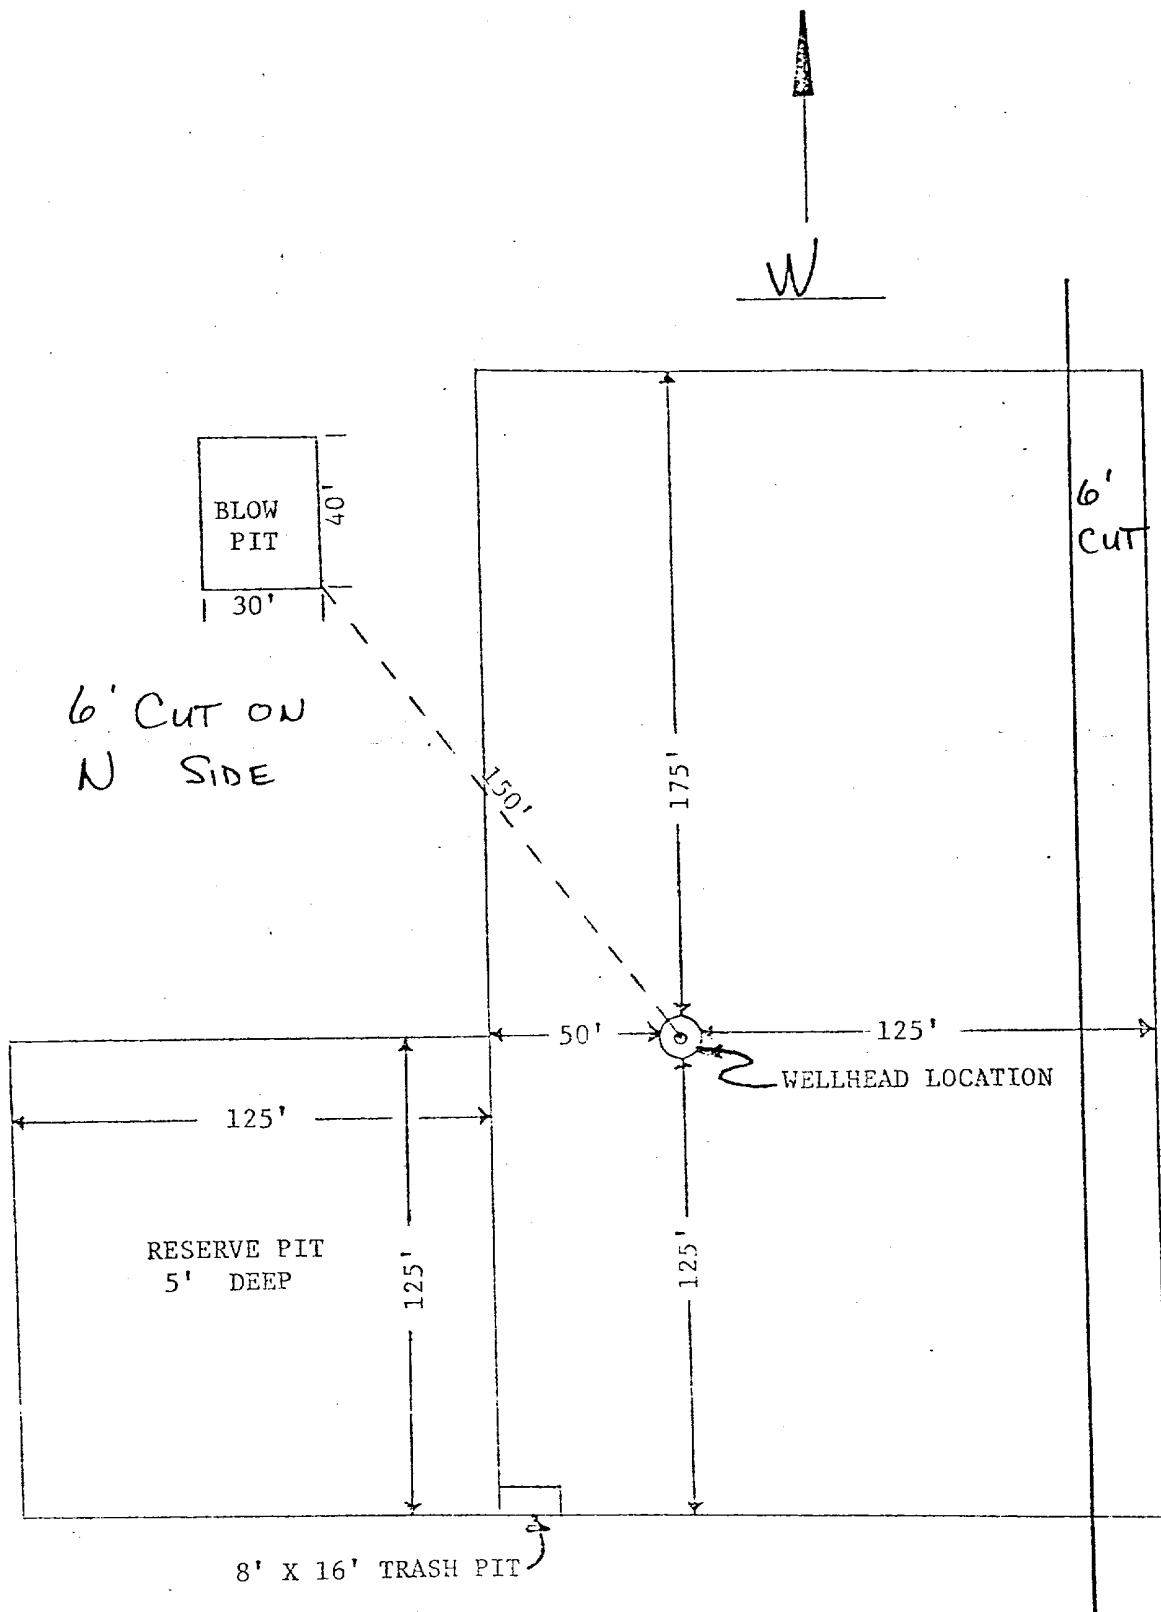 W
6'
CUT
BLOW
PIT
40'
30'
6' CUT ON
N SIDE
150'
175'
50'
125'
WELLHEAD LOCATION
125'
RESERVE PIT
5' DEEP
125'
125'
8' X 16' TRASH PIT